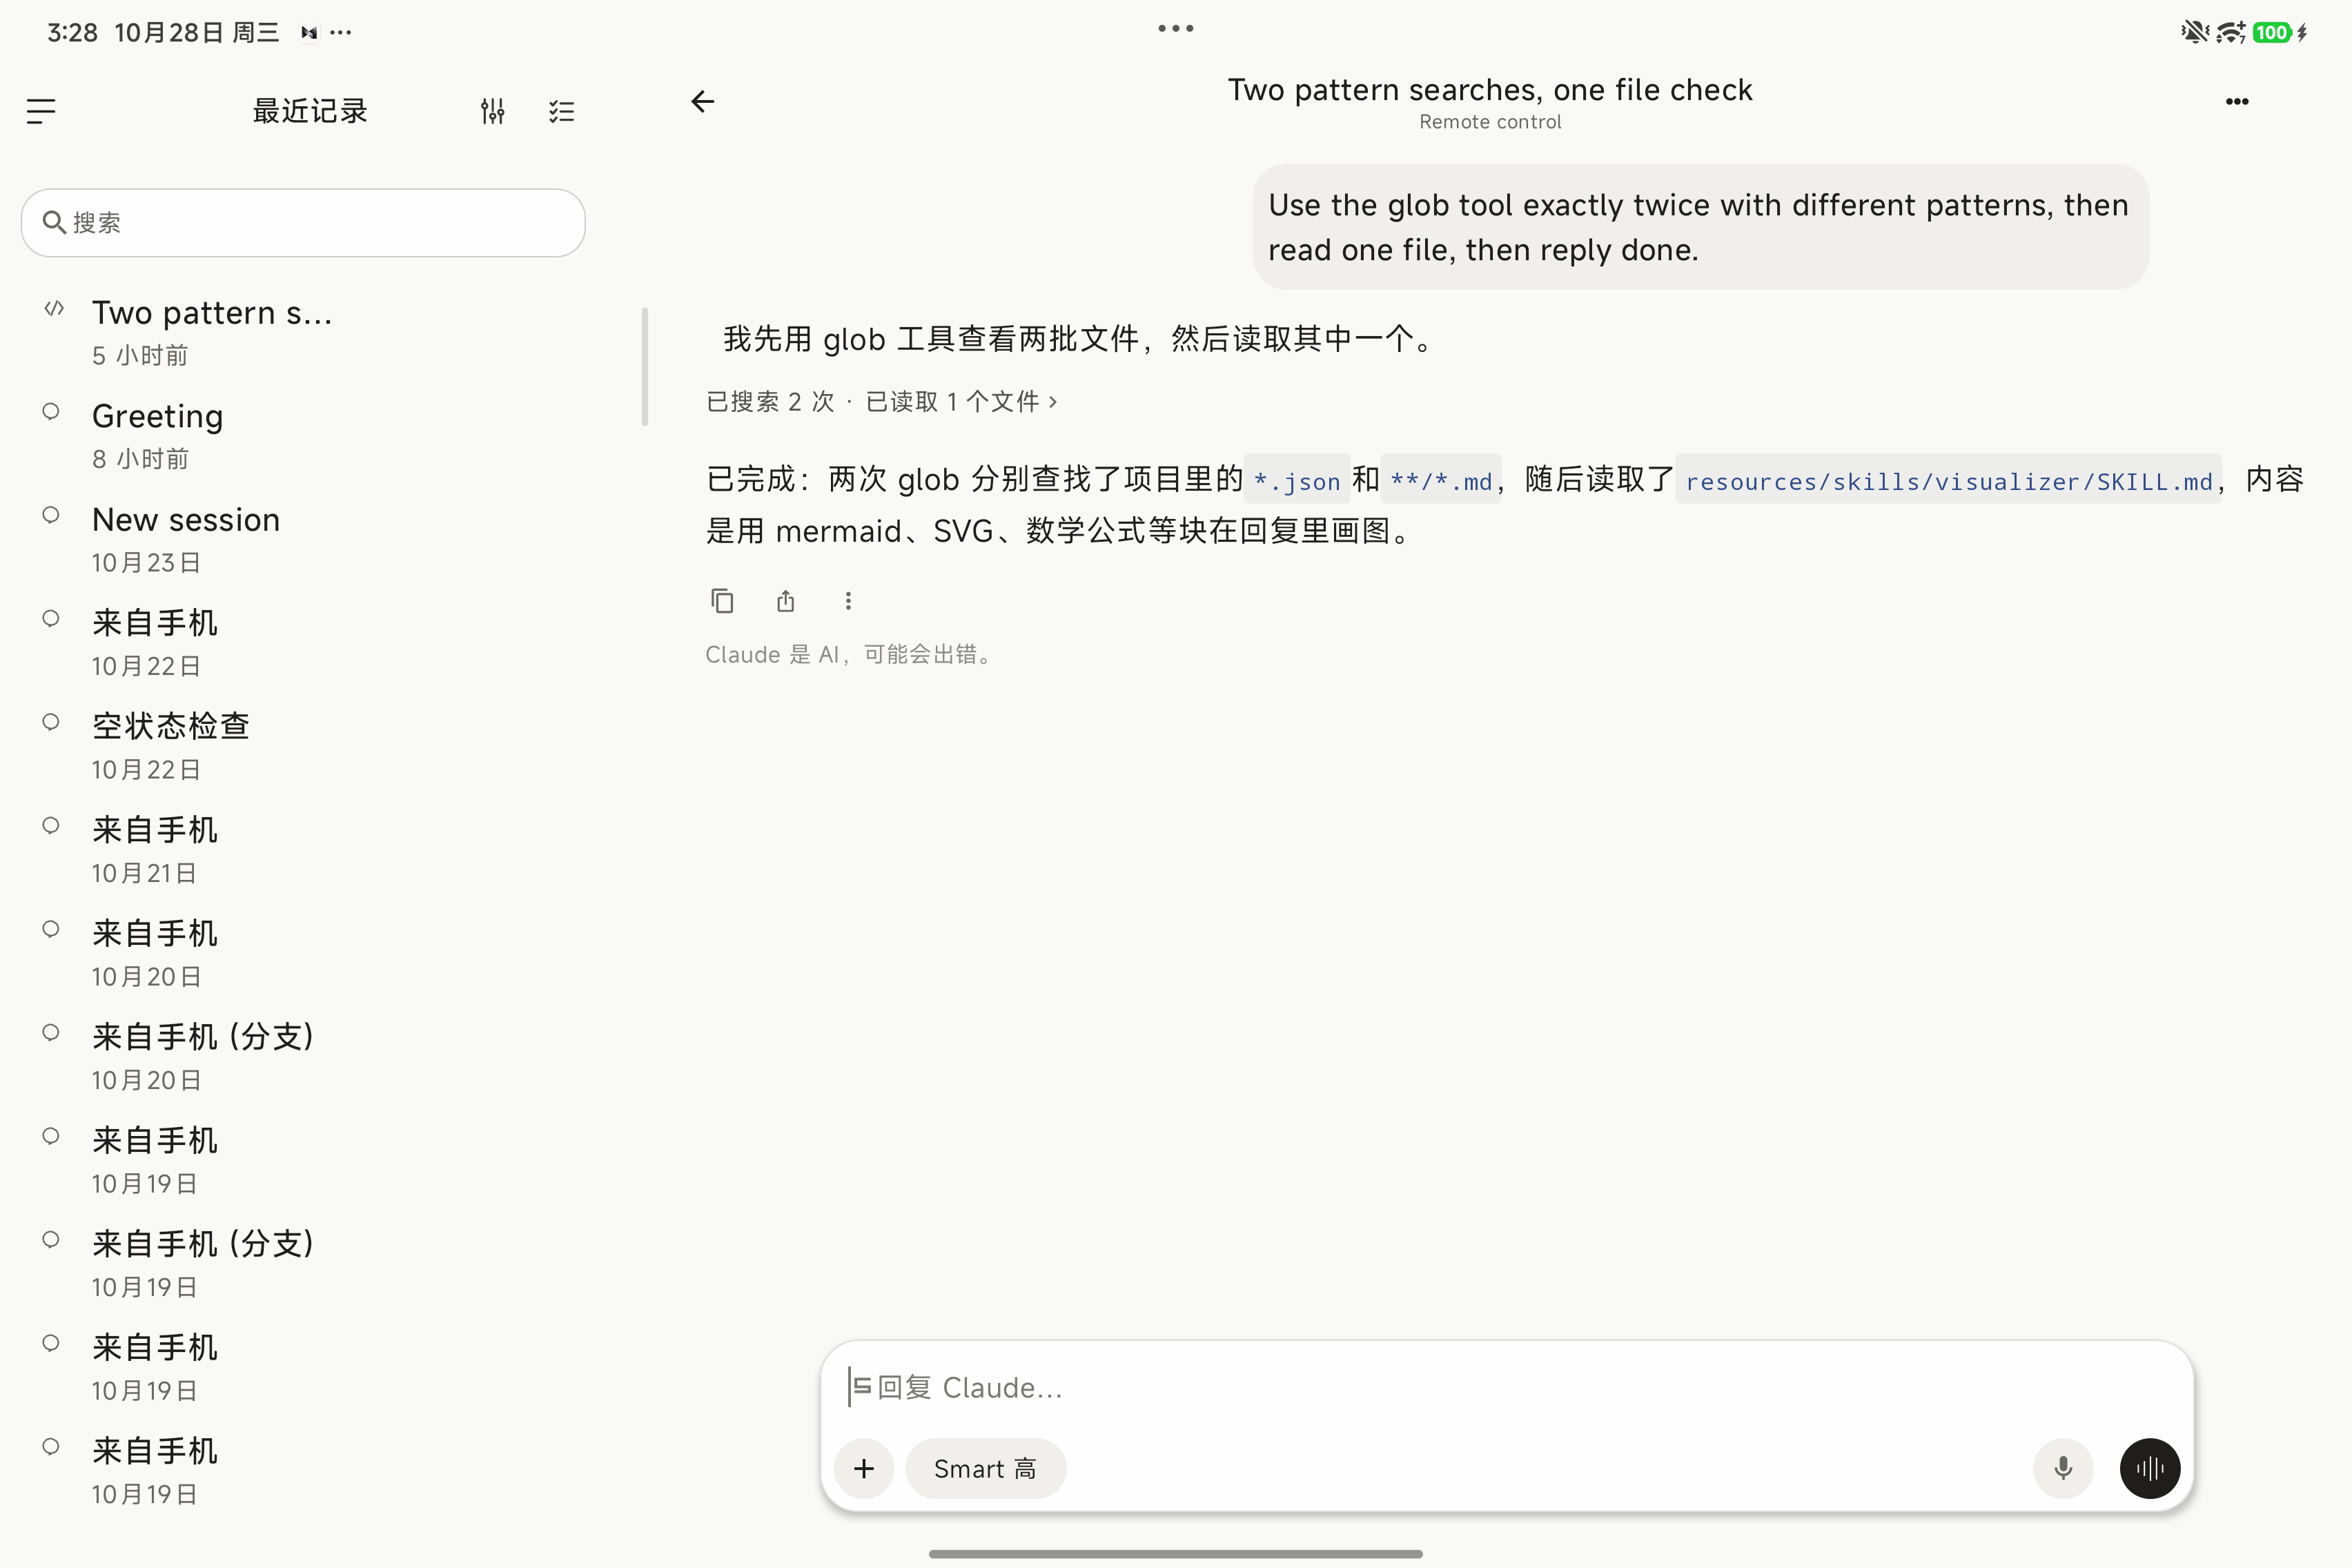 3:28 10月28日 周三
100
最近记录
搜索
Two pattern s...
5 小时前
Greeting
8 小时前
New session
10月23日
来自手机
10月22日
空状态检查
10月22日
来自手机
10月21日
来自手机
10月20日
来自手机 (分支)
10月20日
来自手机
10月19日
来自手机 (分支)
10月19日
来自手机
10月19日
来自手机
10月19日
Two pattern searches, one file check
Remote control
Use the glob tool exactly twice with different patterns, then
read one file, then reply done.
我先用 glob 工具查看两批文件，然后读取其中一个。
已搜索 2 次 · 已读取 1 个文件 >
已完成：两次 glob 分别查找了项目里的 *.json 和 **/*.md，随后读取了 resources/skills/visualizer/SKILL.md，内容
是用 mermaid、SVG、数学公式等块在回复里画图。
Claude 是 AI，可能会出错。
回复 Claude...
Smart 高